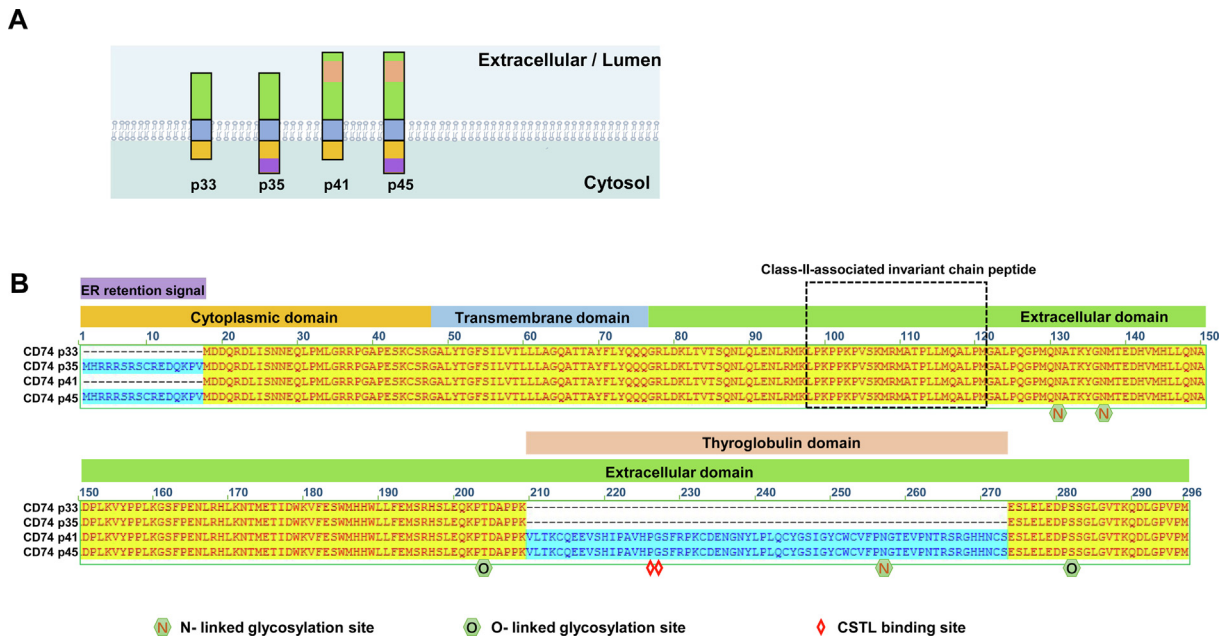 A
Extracellular / Lumen
p33 p35 p41 p45
Cytosol
B
Class-II-associated invariant chain peptide
ER retention signal
Cytoplasmic domain Transmembrane domain Extracellular domain
1 10 20 30 40 50 60 70 80 90 100 110 120 130 140 150
CD74 p33 ----------------MDDQRDLISNNEQLPMLGRRPGAPESKCSRGALYTGFSILVTLLLAGQATTAYFLYQQQGRLDKLTVTSQNLQLENLRMKLPKPPKPVSKMRMATPLLMQALPMGALPQGPMQNATKYGNMTEDHVMHLLQNA
CD74 p35 MHRRRSRSCREDQKPVMDDQRDLISNNEQLPMLGRRPGAPESKCSRGALYTGFSILVTLLLAGQATTAYFLYQQQGRLDKLTVTSQNLQLENLRMKLPKPPKPVSKMRMATPLLMQALPMGALPQGPMQNATKYGNMTEDHVMHLLQNA
CD74 p41 ----------------MDDQRDLISNNEQLPMLGRRPGAPESKCSRGALYTGFSILVTLLLAGQATTAYFLYQQQGRLDKLTVTSQNLQLENLRMKLPKPPKPVSKMRMATPLLMQALPMGALPQGPMQNATKYGNMTEDHVMHLLQNA
CD74 p45 MHRRRSRSCREDQKPVMDDQRDLISNNEQLPMLGRRPGAPESKCSRGALYTGFSILVTLLLAGQATTAYFLYQQQGRLDKLTVTSQNLQLENLRMKLPKPPKPVSKMRMATPLLMQALPMGALPQGPMQNATKYGNMTEDHVMHLLQNA
N N
Thyroglobulin domain
Extracellular domain
150 160 170 180 190 200 210 220 230 240 250 260 270 280 290 296
CD74 p33 DPLKVYPPLKGSFPENLRHLKNTMETIDWKVFESWMHHWLLFEMSRHSLEQKPTDAPPK----------------------------------------------------------------ESLELEDPSSGLGVTKQDLGPVPM
CD74 p35 DPLKVYPPLKGSFPENLRHLKNTMETIDWKVFESWMHHWLLFEMSRHSLEQKPTDAPPK----------------------------------------------------------------ESLELEDPSSGLGVTKQDLGPVPM
CD74 p41 DPLKVYPPLKGSFPENLRHLKNTMETIDWKVFESWMHHWLLFEMSRHSLEQKPTDAPPKVLTKCQEEVSHIPAVHPGSFRPKCDENGNYLPLQCYGSIGYCWCVFPNGTEVPNTRSRGHHNCSESLELEDPSSGLGVTKQDLGPVPM
CD74 p45 DPLKVYPPLKGSFPENLRHLKNTMETIDWKVFESWMHHWLLFEMSRHSLEQKPTDAPPKVLTKCQEEVSHIPAVHPGSFRPKCDENGNYLPLQCYGSIGYCWCVFPNGTEVPNTRSRGHHNCSESLELEDPSSGLGVTKQDLGPVPM
O N O
N N- linked glycosylation site O O- linked glycosylation site CSTL binding site